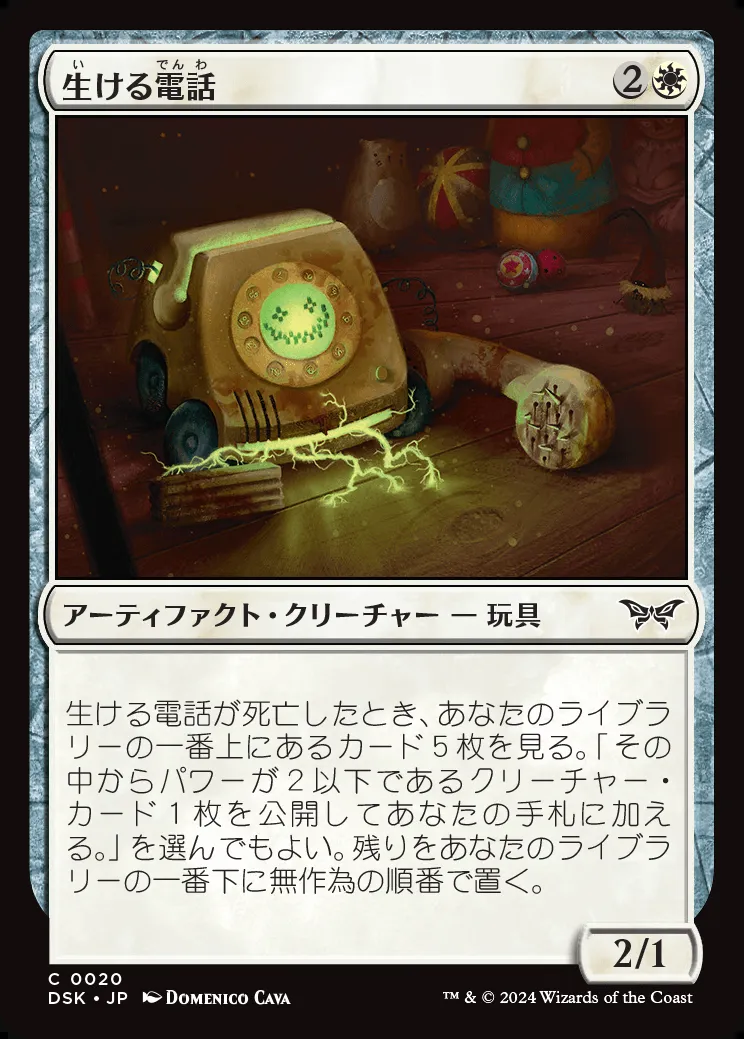 生ける電話 2
アーティファクト・クリーチャー — 玩具
生ける電話が死亡したとき、あなたのライブラ
リーの一番上にあるカード５枚を見る。「その
中からパワーが２以下であるクリーチャー・
カード１枚を公開してあなたの手札に加え
る。」を選んでもよい。残りをあなたのライブラ
リーの一番下に無作為の順番で置く。
2/1
C 0020
DSK • JP Domenico Cava
™ & © 2024 Wizards of the Coast